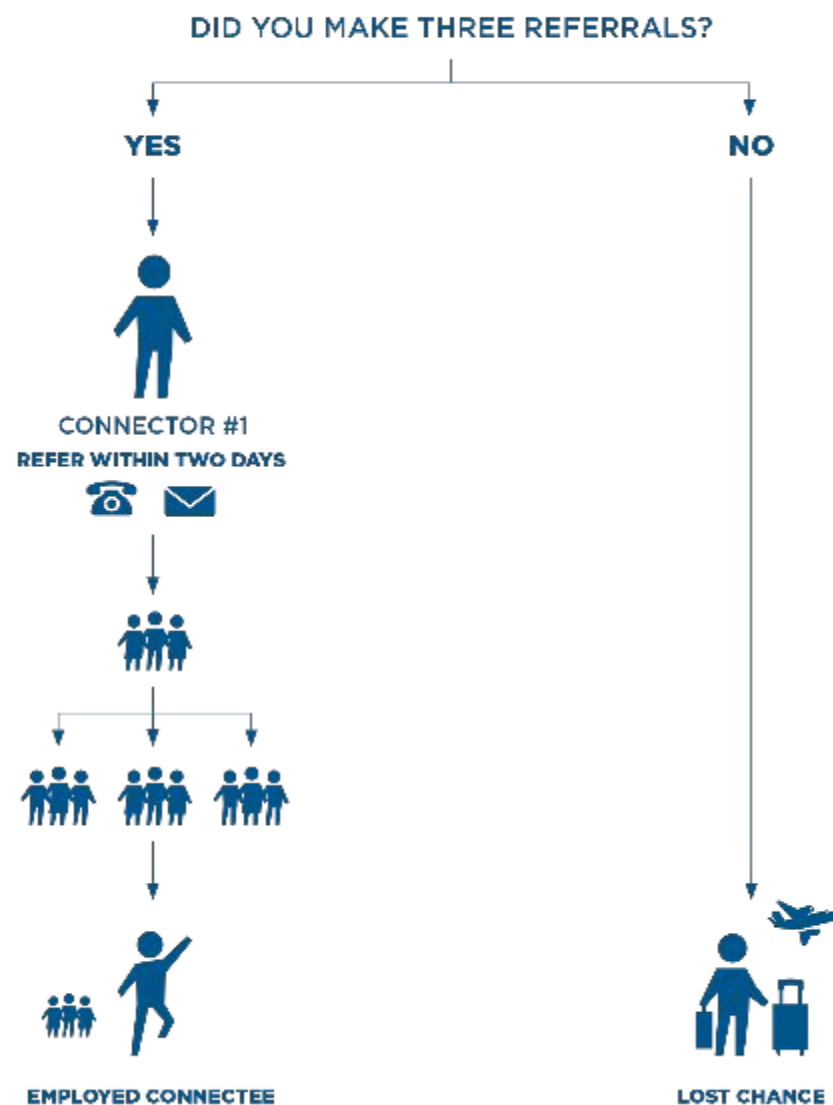 DID YOU MAKE THREE REFERRALS?
YES
NO
CONNECTOR #1
REFER WITHIN TWO DAYS
EMPLOYED CONNECTEE
LOST CHANCE